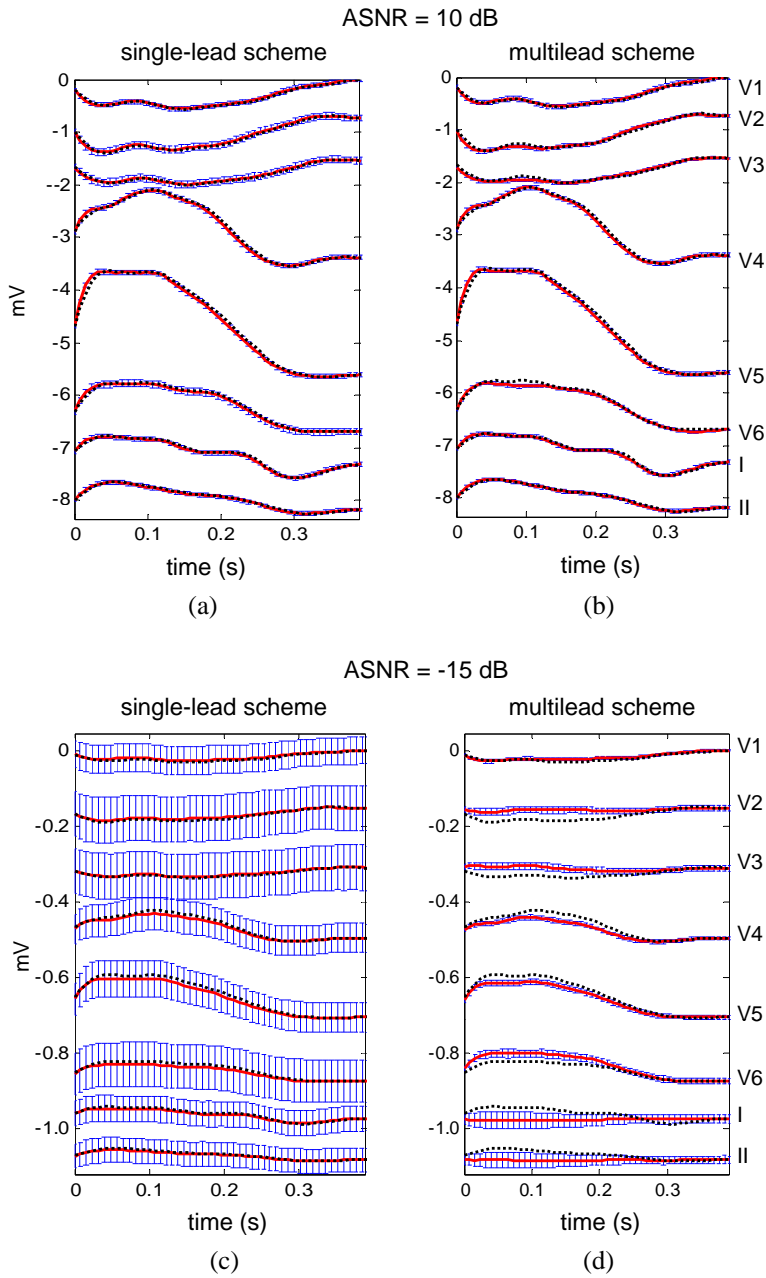 ASNR = 10 dB
single-lead scheme
multilead scheme
0
-1
-2
-3
-4
-5
-6
-7
-8
mV
0
0.1
0.2
0.3
time (s)
(a)
0
-1
-2
-3
-4
-5
-6
-7
-8
0
0.1
0.2
0.3
time (s)
(b)
V1
V2
V3
V4
V5
V6
I
II
ASNR = -15 dB
single-lead scheme
multilead scheme
0
-0.2
-0.4
-0.6
-0.8
-1.0
mV
0
0.1
0.2
0.3
time (s)
(c)
0
-0.2
-0.4
-0.6
-0.8
-1.0
0
0.1
0.2
0.3
time (s)
(d)
V1
V2
V3
V4
V5
V6
I
II